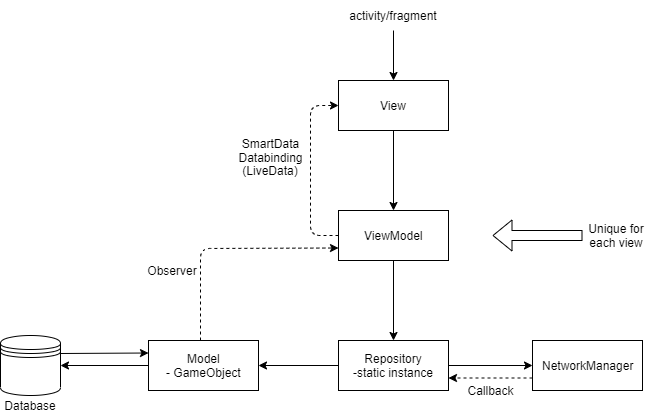 activity/fragment
View
SmartData
Databinding
(LiveData)
ViewModel
Unique for
each view
Observer
Model
- GameObject
Repository
-static instance
NetworkManager
Callback
Database